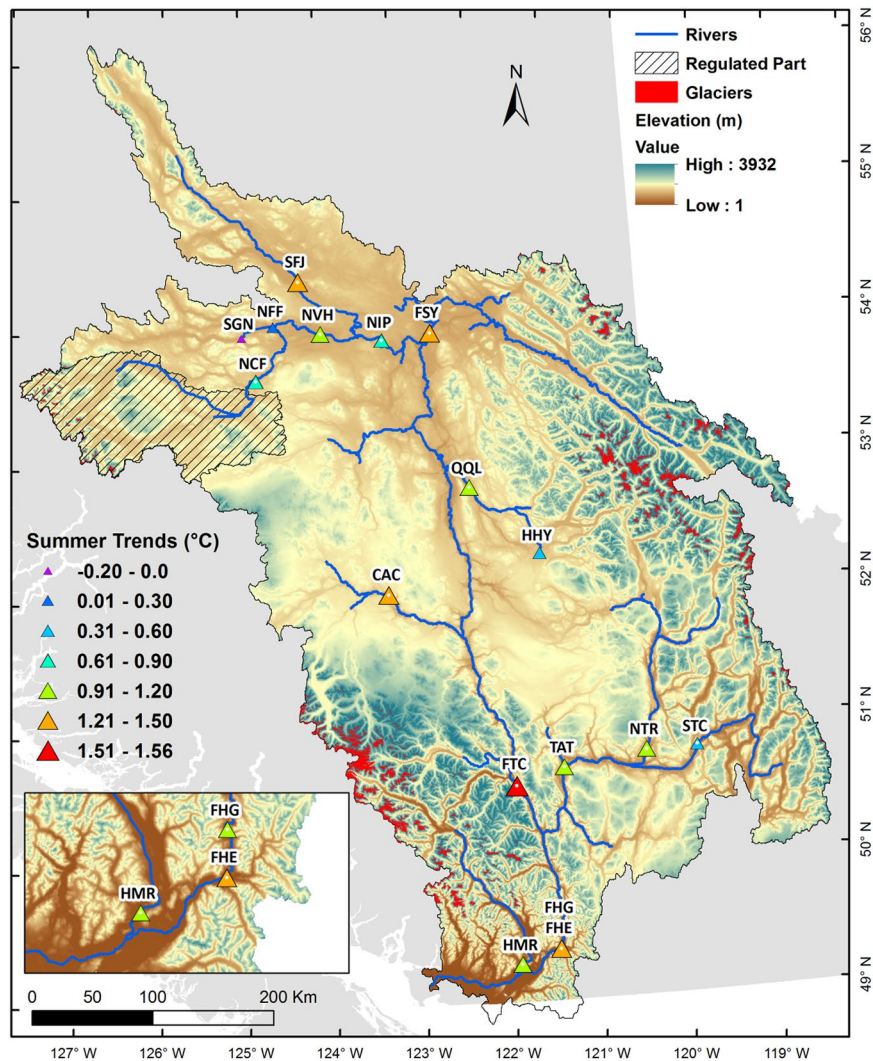 Rivers
Regulated Part
Glaciers
Elevation (m)
Value
High : 3932
Low : 1
N
56° N
55° N
54° N
53° N
52° N
51° N
50° N
49° N
SFJ
NFF
SGN
NVH
NIP
FSY
NCF
QQL
HHY
CAC
NTR
STC
TAT
FTC
FHG
FHE
HMR
Summer Trends (°C)
-0.20 - 0.0
0.01 - 0.30
0.31 - 0.60
0.61 - 0.90
0.91 - 1.20
1.21 - 1.50
1.51 - 1.56
FHG
FHE
HMR
0 50 100 200 Km
127° W 126° W 125° W 124° W 123° W 122° W 121° W 120° W 119° W